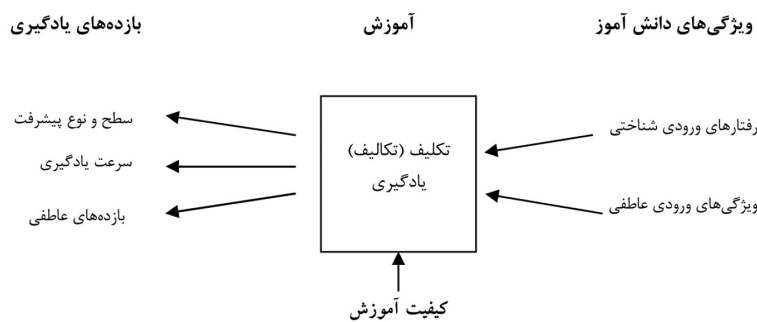 ویژگی‌های دانش آموز
آموزش
بازده‌های یادگیری
رفتارهای ورودی شناختی
ویژگی‌های ورودی عاطفی
تکلیف (تکالیف)
یادگیری
کیفیت آموزش
سطح و نوع پیشرفت
سرعت یادگیری
بازده‌های عاطفی